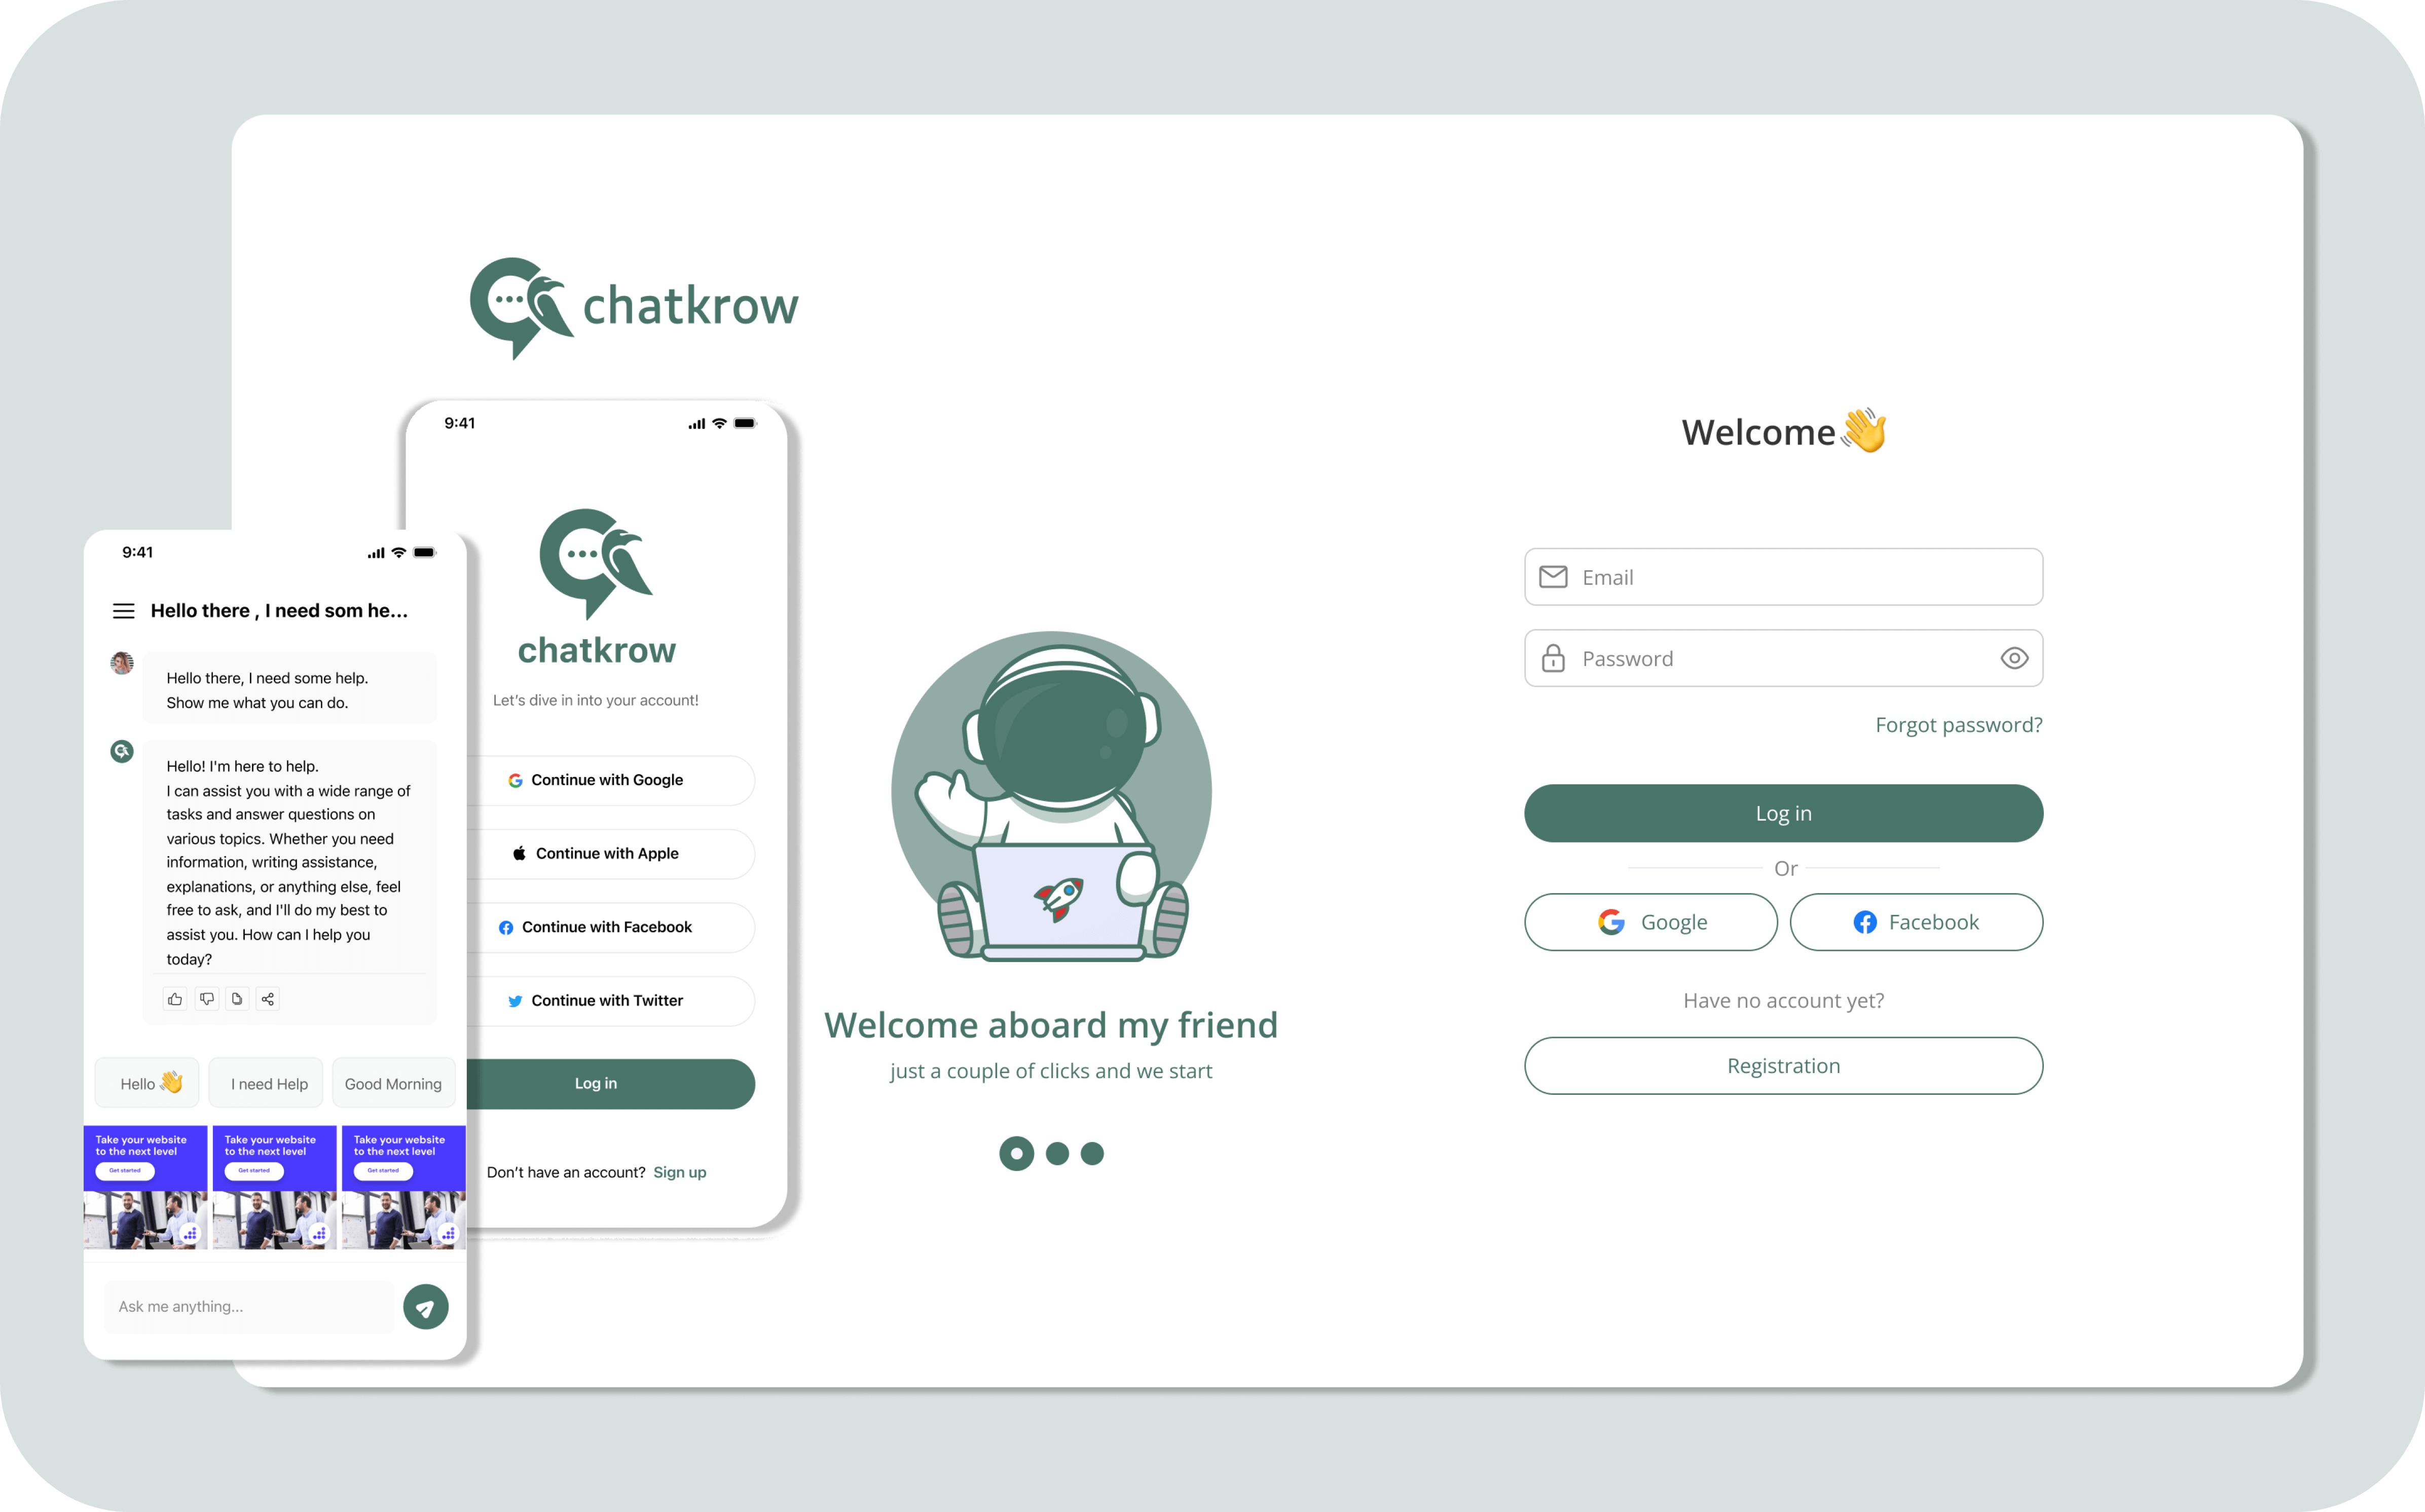 chatkrow
9:41
chatkrow
Let's dive in into your account!
Continue with Google
Continue with Apple
Continue with Facebook
Continue with Twitter
Log in
Don't have an account? Sign up
9:41
Hello there , I need som he...
Hello there, I need some help.
Show me what you can do.
Hello! I'm here to help.
I can assist you with a wide range of
tasks and answer questions on
various topics. Whether you need
information, writing assistance,
explanations, or anything else, feel
free to ask, and I'll do my best to
assist you. How can I help you
today?
Hello 👋
I need Help
Good Morning
Take your website
to the next level
Get started
Take your website
to the next level
Get started
Take your website
to the next level
Get started
Ask me anything...
Welcome aboard my friend
just a couple of clicks and we start
Welcome👋
Email
Password
Forgot password?
Log in
Or
Google
Facebook
Have no account yet?
Registration